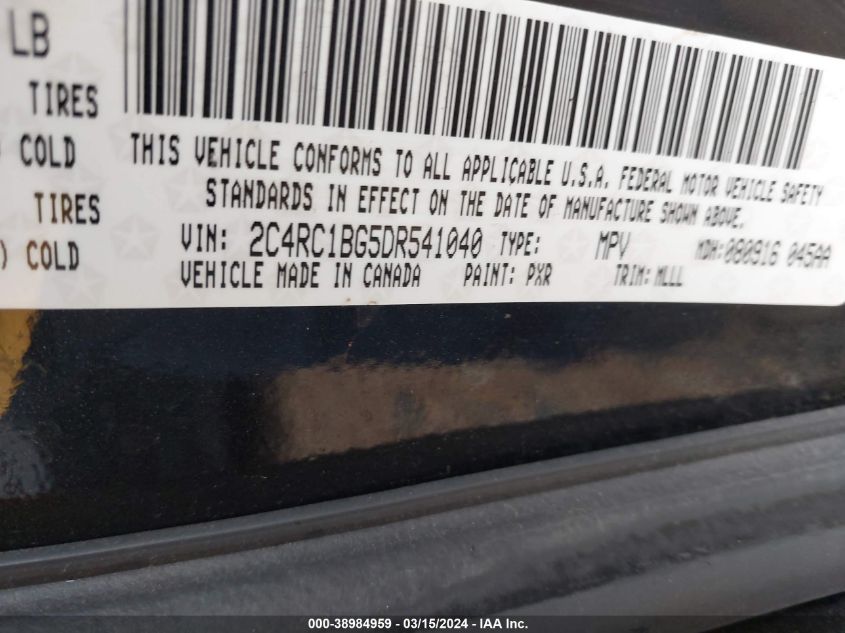 LB
TIRES
) COLD
TIRES
) COLD
THIS VEHICLE CONFORMS TO ALL APPLICABLE U.S.A. FEDERAL MOTOR VEHICLE SAFETY
STANDARDS IN EFFECT ON THE DATE OF MANUFACTURE SHOWN ABOVE.
VIN: 2C4RC1BG5DR541040 TYPE: MPV MDH:080916 045AA
VEHICLE MADE IN CANADA PAINT: PXR TRIM: MLLL
000-38984959 - 03/15/2024 - IAA Inc.